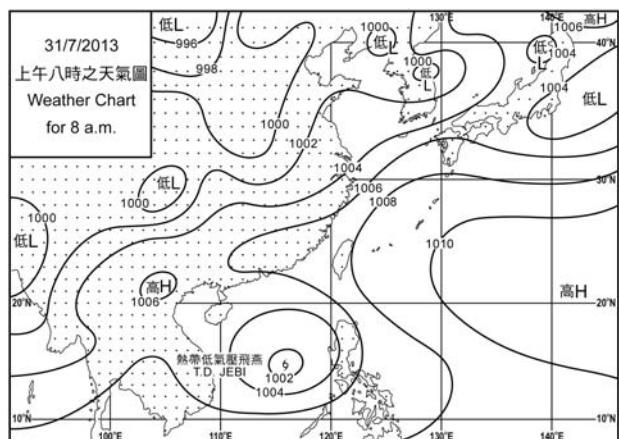 31/7/2013
上午八時之天氣圖
Weather Chart
for 8 a.m.
低L
996
998
1000
低L
1000
低L
130°E
140°E
高H
1006
40°N
低L
1004
1004
低L
1000
1002
1004
1006
1008
30°N
1010
低L
1000
1000
低L
高H
1006
20°N
20°N
高H
熱帶低氣壓飛燕
T.D. JEBI
1002
1004
10°N
10°N
100°E
110°E
120°E
130°E
140°E